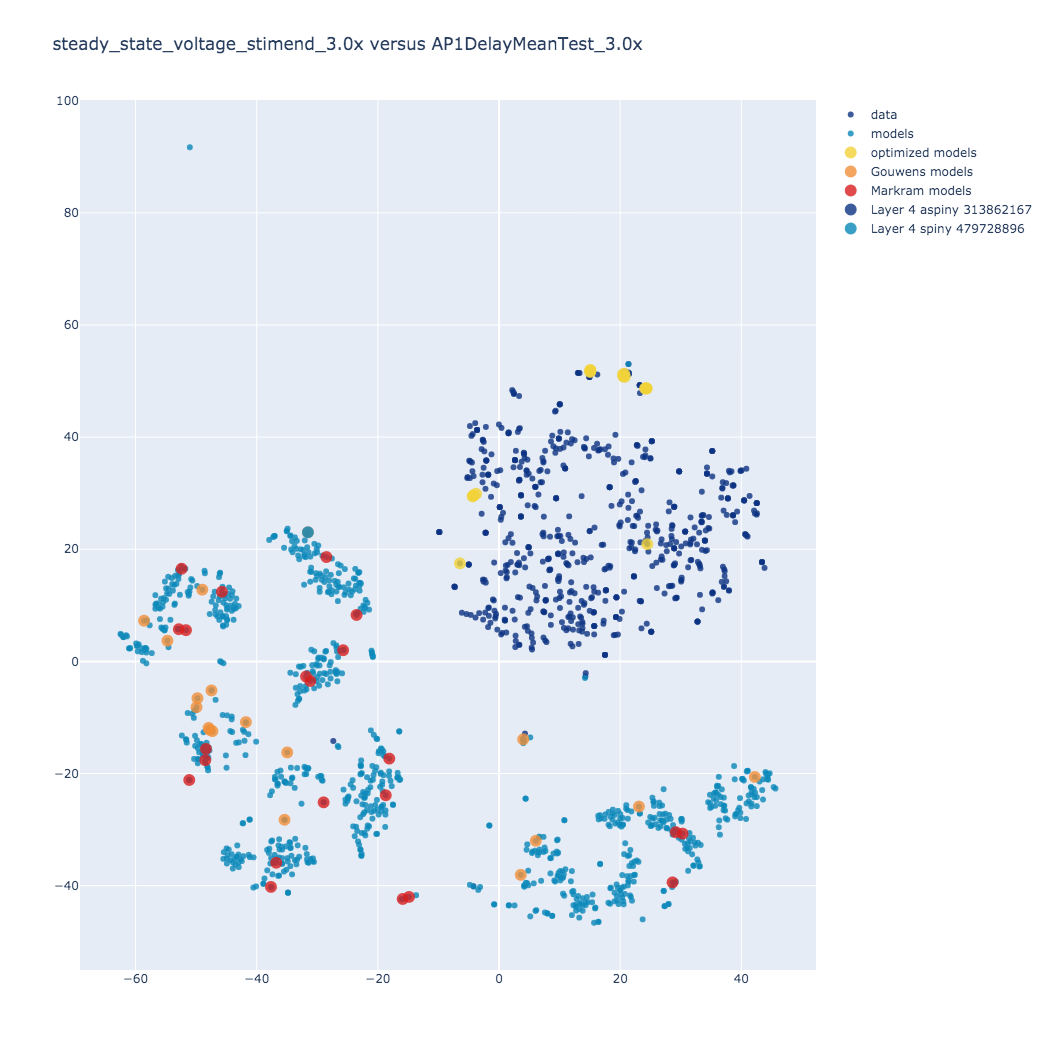 steady_state_voltage_stimend_3.0x versus AP1DelayMeanTest_3.0x
data
models
optimized models
Gouwens models
Markram models
Layer 4 aspiny 313862167
Layer 4 spiny 479728896
100
80
60
40
20
0
−20
−40
−60 −40 −20 0 20 40